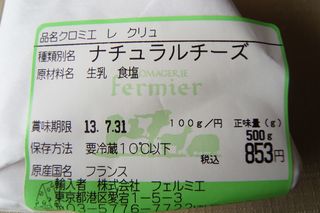 品名クロミエ レ クリュ
種類別名 ナチュラルチーズ
原材料名 生乳 食塩
FROMAGERIE
fermier
賞味期限 13.7.31 100g/円 正味量(g)
500g
保存方法 要冷蔵10℃以下 税込 853円
原産国名 フランス
輸入者 株式会社 フェルミエ
東京都港区愛宕1-5-3
03-5776-7722